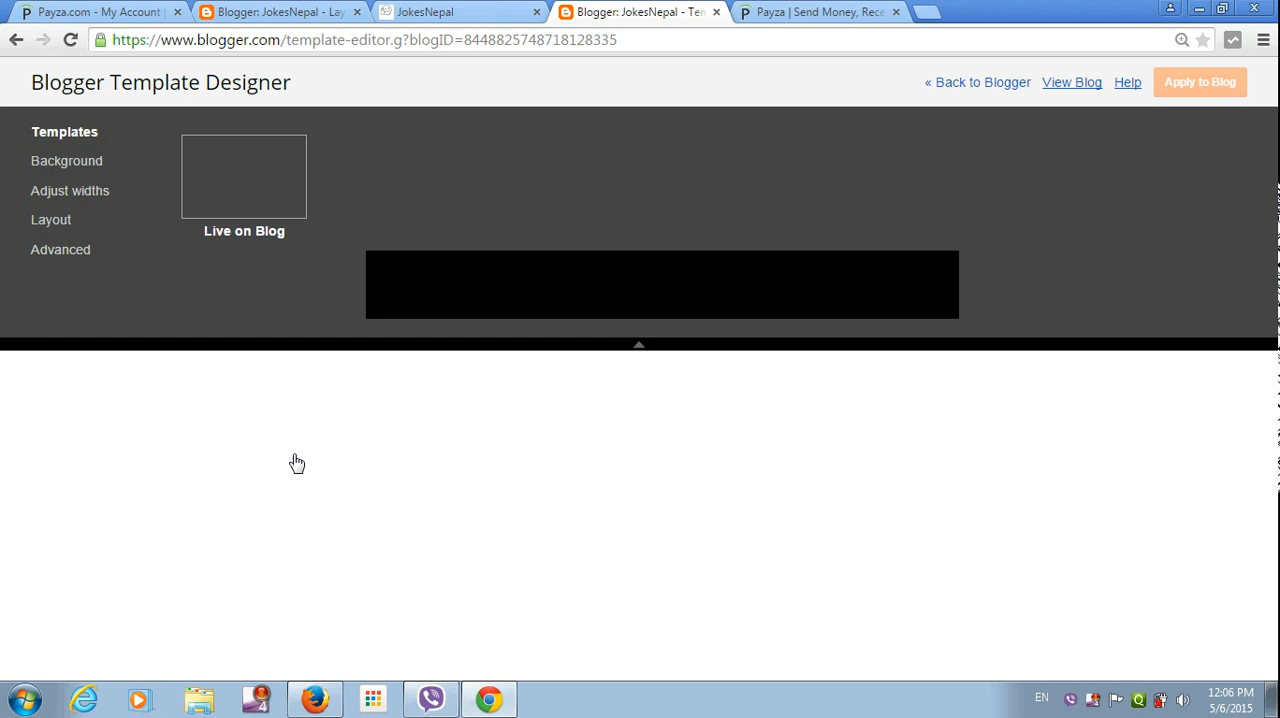 Payza.com - My Account
Blogger: JokesNepal - Lay
JokesNepal
Blogger: JokesNepal - Tem
Payza | Send Money, Rece
https://www.blogger.com/template-editor.g?blogID=8448825748718128335
Blogger Template Designer
« Back to Blogger
View Blog
Help
Apply to Blog
Templates
Background
Adjust widths
Layout
Advanced
Live on Blog
4
EN
12:06 PM
5/6/2015